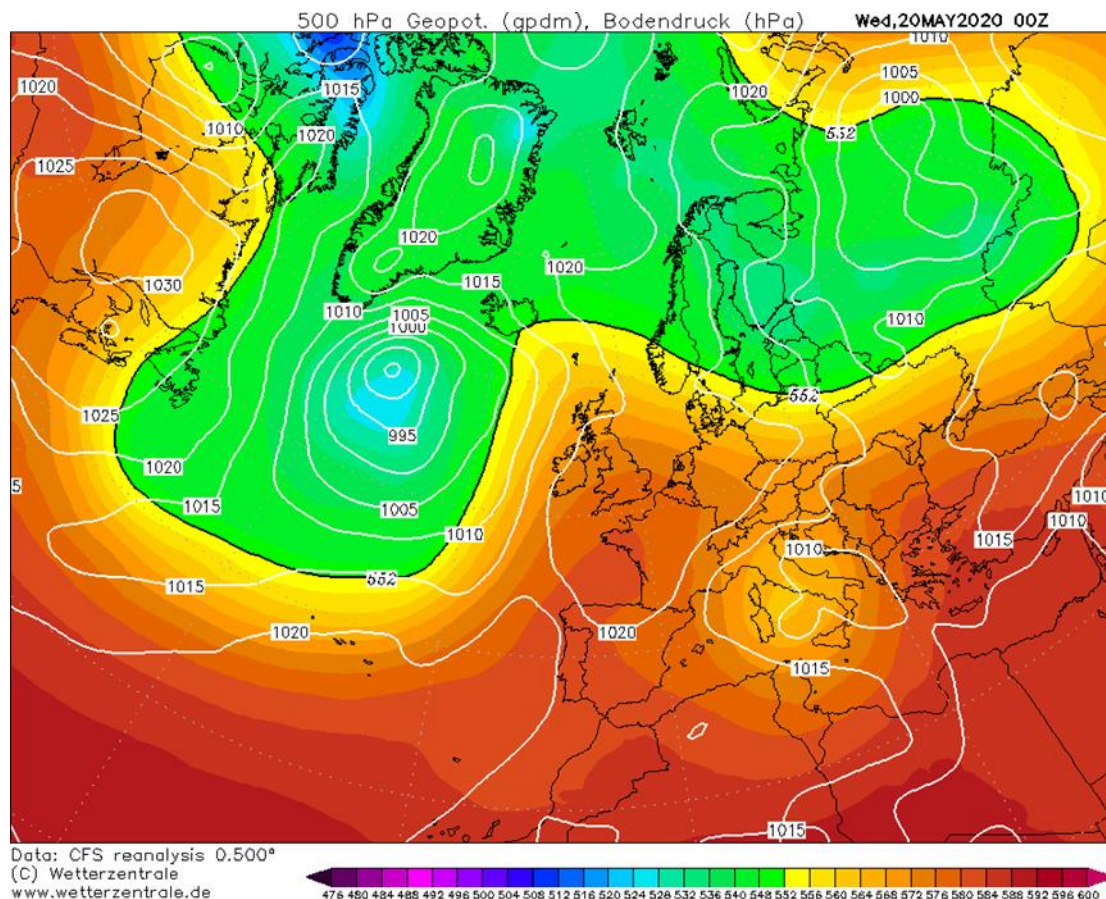 500 hPa Geopot. (gpdm), Bodendruck (hPa) Wed,20MAY2020 00Z
1010
1020 1015 1005
1020 1000
1010 1020 552
1025
1020 1020
1015
1030 1010 1005 1010
1000
552
1025
995
1020
1015 1005 1010
5 1010
1010 1015
1015 552
1020 1020
1015
1015
Data: CFS reanalysis 0.500°
(C) Wetterzentrale
www.wetterzentrale.de
476 480 484 488 492 496 500 504 508 512 516 520 524 528 532 536 540 544 548 552 556 560 564 568 572 576 580 584 588 592 596 600